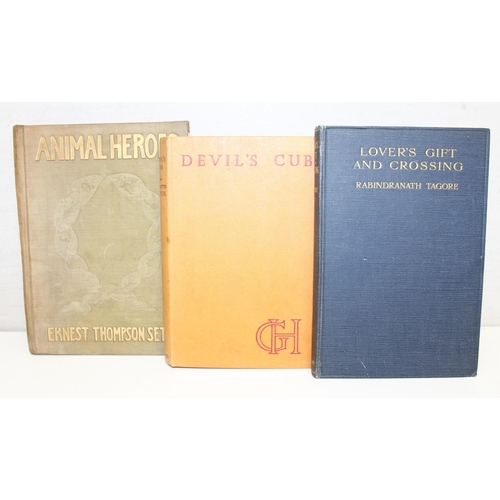 ANIMAL HEROES
ERNEST THOMPSON SET
DEVIL'S CUB
GH
LOVER'S GIFT
AND CROSSING
RABINDRANATH TAGORE